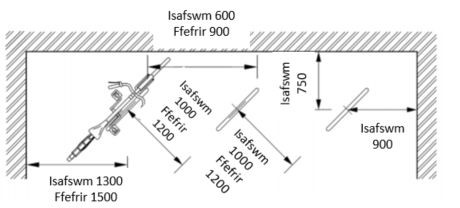 Isafswm 600
Ffefrir 900
Isafswm
1000
Ffefrir
1200
Isafswm
1000
Ffefrir
1200
Isafswm
750
Isafswm
900
Isafswm 1300
Ffefrir 1500